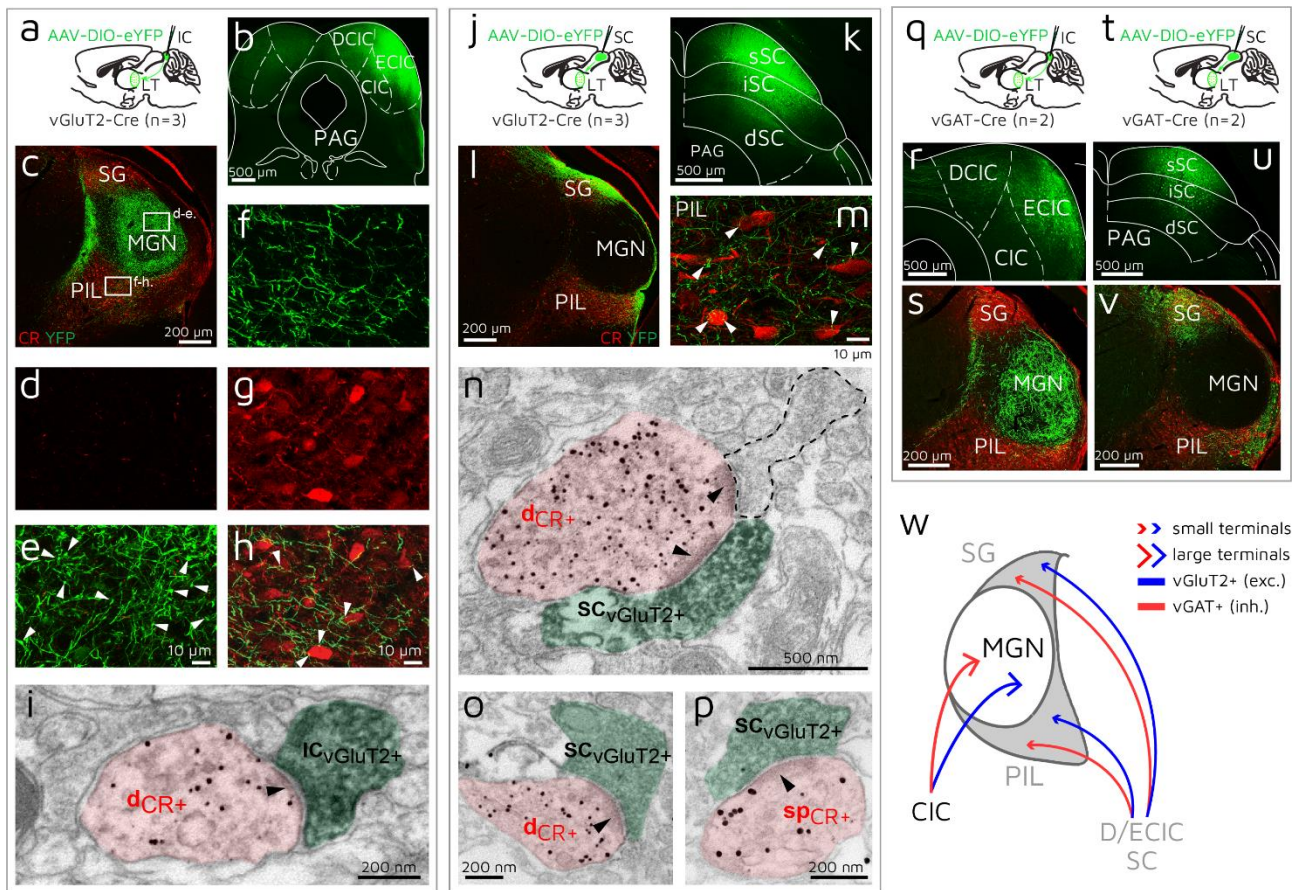 a
AAV-DIO-eYFP
IC
LT
vGluT2-Cre (n=3)
b
DCIC
ECIC
CIC
PAG
500 µm
c
SG
d-e.
MGN
PIL
f-h.
200 µm
CR YFP
f
d
g
e
10 µm
h
10 µm
i
dCR+
ICvGluT2+
200 nm
j
AAV-DIO-eYFP
SC
LT
vGluT2-Cre (n=3)
k
sSC
iSC
dSC
PAG
500 µm
l
SG
MGN
PIL
200 µm
CR YFP
PIL
m
10 µm
n
dCR+
SCvGluT2+
500 nm
o
SCvGluT2+
dCR+
200 nm
p
SCvGluT2+
spCR+
200 nm
q
AAV-DIO-eYFP
IC
LT
vGAT-Cre (n=2)
t
AAV-DIO-eYFP
SC
LT
vGAT-Cre (n=2)
r
DCIC
ECIC
CIC
500 µm
u
sSC
iSC
dSC
PAG
500 µm
s
SG
MGN
PIL
200 µm
v
SG
MGN
PIL
200 µm
w
SG
MGN
PIL
CIC
D/ECIC
SC
small terminals
large terminals
vGluT2+ (exc.)
vGAT+ (inh.)